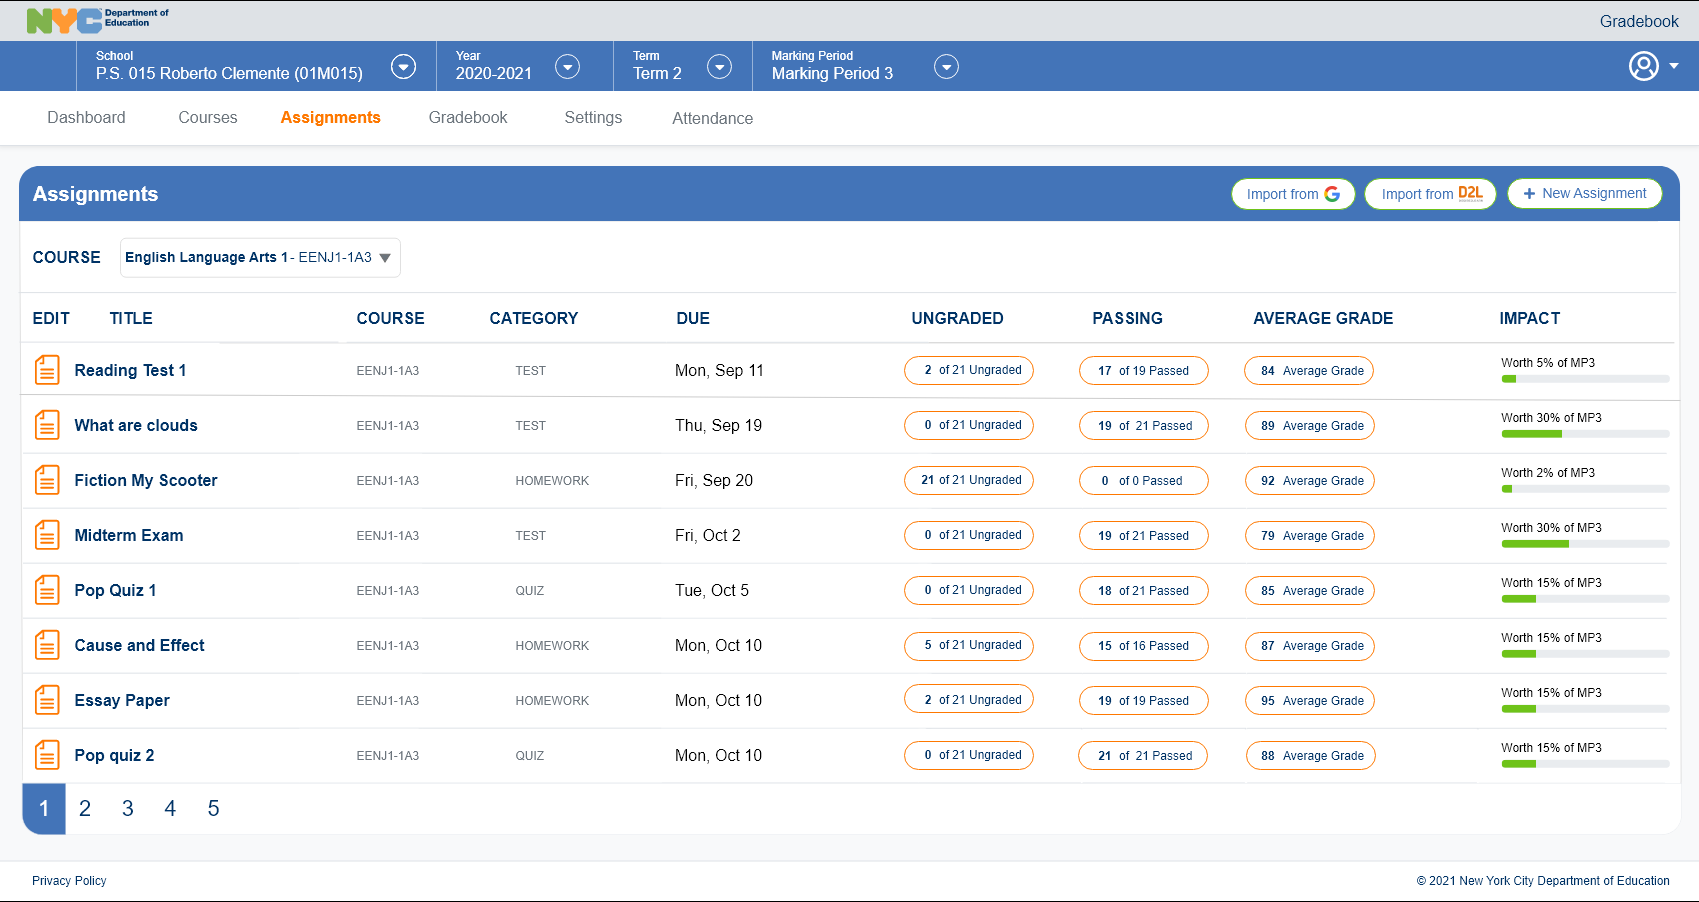 NYC Department of
Education
Gradebook
School Year Term Marking Period
P.S. 015 Roberto Clemente (01M015) 2020-2021 Term 2 Marking Period 3
Dashboard Courses Assignments Gradebook Settings Attendance
Assignments Import from G Import from D2L + New Assignment
COURSE English Language Arts 1 - EENJ1-1A3
EDIT TITLE COURSE CATEGORY DUE UNGRADED PASSING AVERAGE GRADE IMPACT
Reading Test 1 EENJ1-1A3 TEST Mon, Sep 11 2 of 21 Ungraded 17 of 19 Passed 84 Average Grade Worth 5% of MP3
What are clouds EENJ1-1A3 TEST Thu, Sep 19 0 of 21 Ungraded 19 of 21 Passed 89 Average Grade Worth 30% of MP3
Fiction My Scooter EENJ1-1A3 HOMEWORK Fri, Sep 20 21 of 21 Ungraded 0 of 0 Passed 92 Average Grade Worth 2% of MP3
Midterm Exam EENJ1-1A3 TEST Fri, Oct 2 0 of 21 Ungraded 19 of 21 Passed 79 Average Grade Worth 30% of MP3
Pop Quiz 1 EENJ1-1A3 QUIZ Tue, Oct 5 0 of 21 Ungraded 18 of 21 Passed 85 Average Grade Worth 15% of MP3
Cause and Effect EENJ1-1A3 HOMEWORK Mon, Oct 10 5 of 21 Ungraded 15 of 16 Passed 87 Average Grade Worth 15% of MP3
Essay Paper EENJ1-1A3 HOMEWORK Mon, Oct 10 2 of 21 Ungraded 19 of 19 Passed 95 Average Grade Worth 15% of MP3
Pop quiz 2 EENJ1-1A3 QUIZ Mon, Oct 10 0 of 21 Ungraded 21 of 21 Passed 88 Average Grade Worth 15% of MP3
1 2 3 4 5
Privacy Policy © 2021 New York City Department of Education